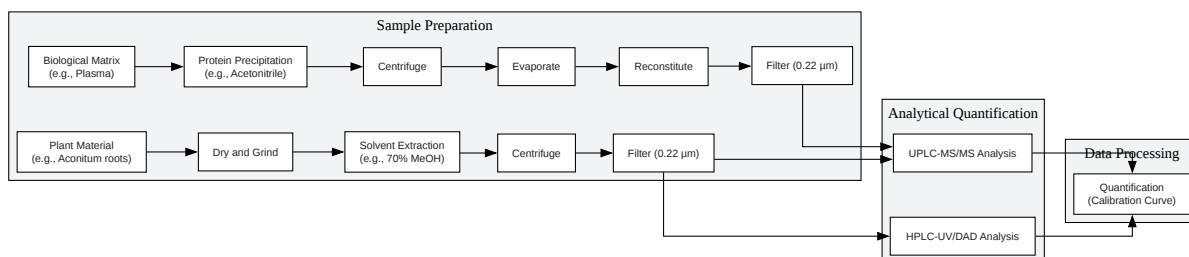 Sample Preparation
Biological Matrix
(e.g., Plasma)
Protein Precipitation
(e.g., Acetonitrile)
Centrifuge
Evaporate
Reconstitute
Filter (0.22 µm)
Plant Material
(e.g., Aconitum roots)
Dry and Grind
Solvent Extraction
(e.g., 70% MeOH)
Centrifuge
Filter (0.22 µm)
Analytical Quantification
UPLC-MS/MS Analysis
HPLC-UV/DAD Analysis
Data Processing
Quantification
(Calibration Curve)